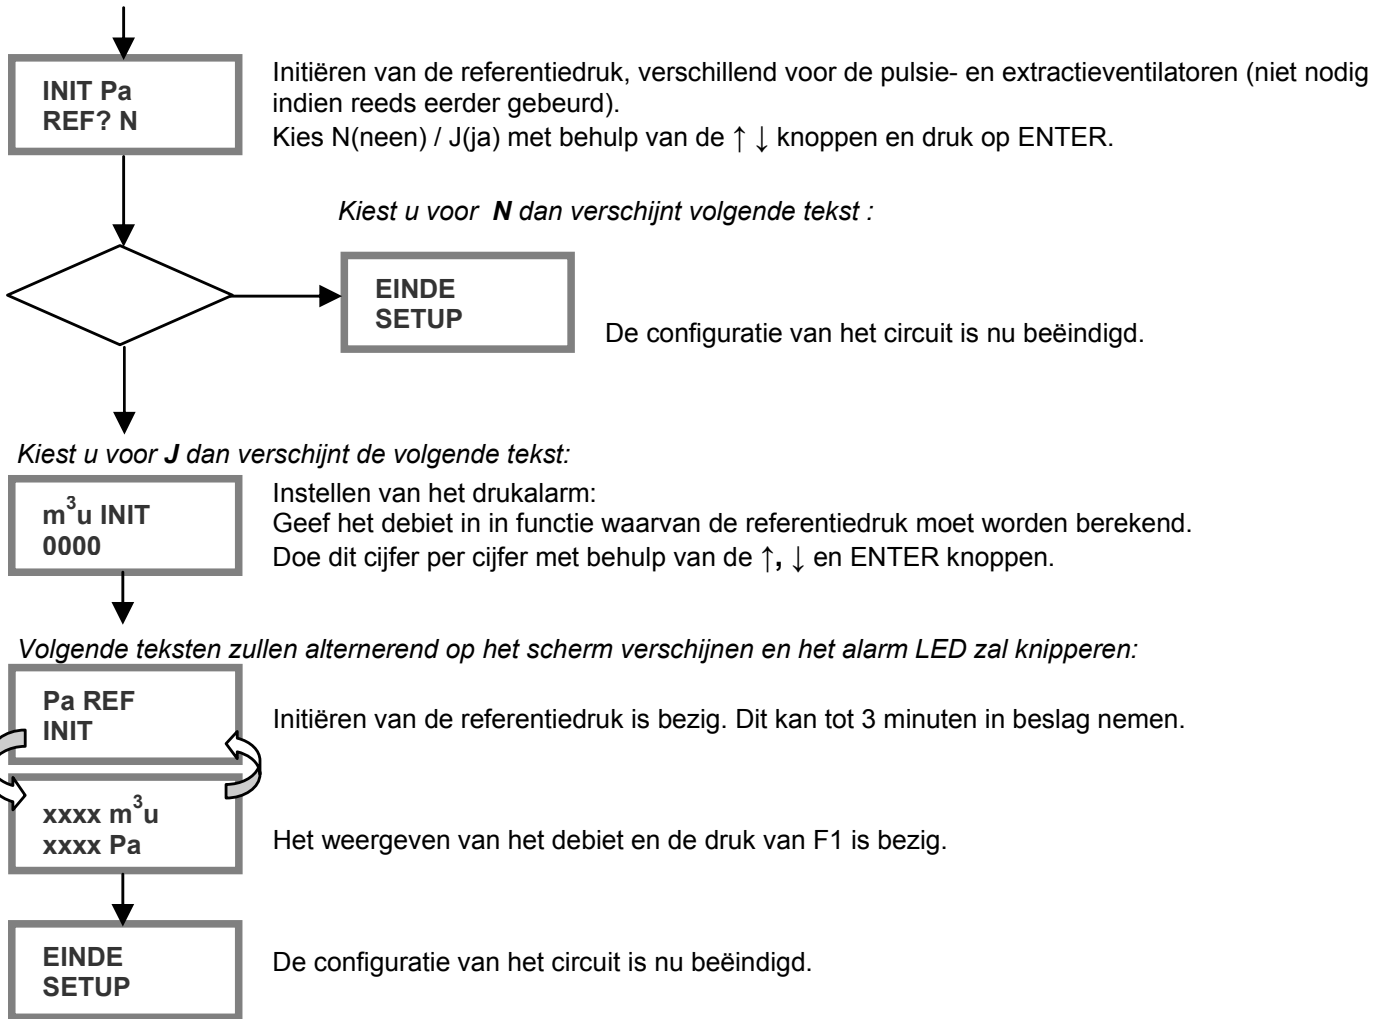 INIT Pa
REF? N
Initiëren van de referentiedruk, verschillend voor de pulsie- en extractieventilatoren (niet nodig
indien reeds eerder gebeurd).
Kies N(neen) / J(ja) met behulp van de ↑ ↓ knoppen en druk op ENTER.
Kiest u voor N dan verschijnt volgende tekst :
EINDE
SETUP
De configuratie van het circuit is nu beëindigd.
Kiest u voor J dan verschijnt de volgende tekst:
m³u INIT
0000
Instellen van het drukalarm:
Geef het debiet in in functie waarvan de referentiedruk moet worden berekend.
Doe dit cijfer per cijfer met behulp van de ↑, ↓ en ENTER knoppen.
Volgende teksten zullen alternerend op het scherm verschijnen en het alarm LED zal knipperen:
Pa REF
INIT
Initiëren van de referentiedruk is bezig. Dit kan tot 3 minuten in beslag nemen.
xxxx m³u
xxxx Pa
Het weergeven van het debiet en de druk van F1 is bezig.
EINDE
SETUP
De configuratie van het circuit is nu beëindigd.